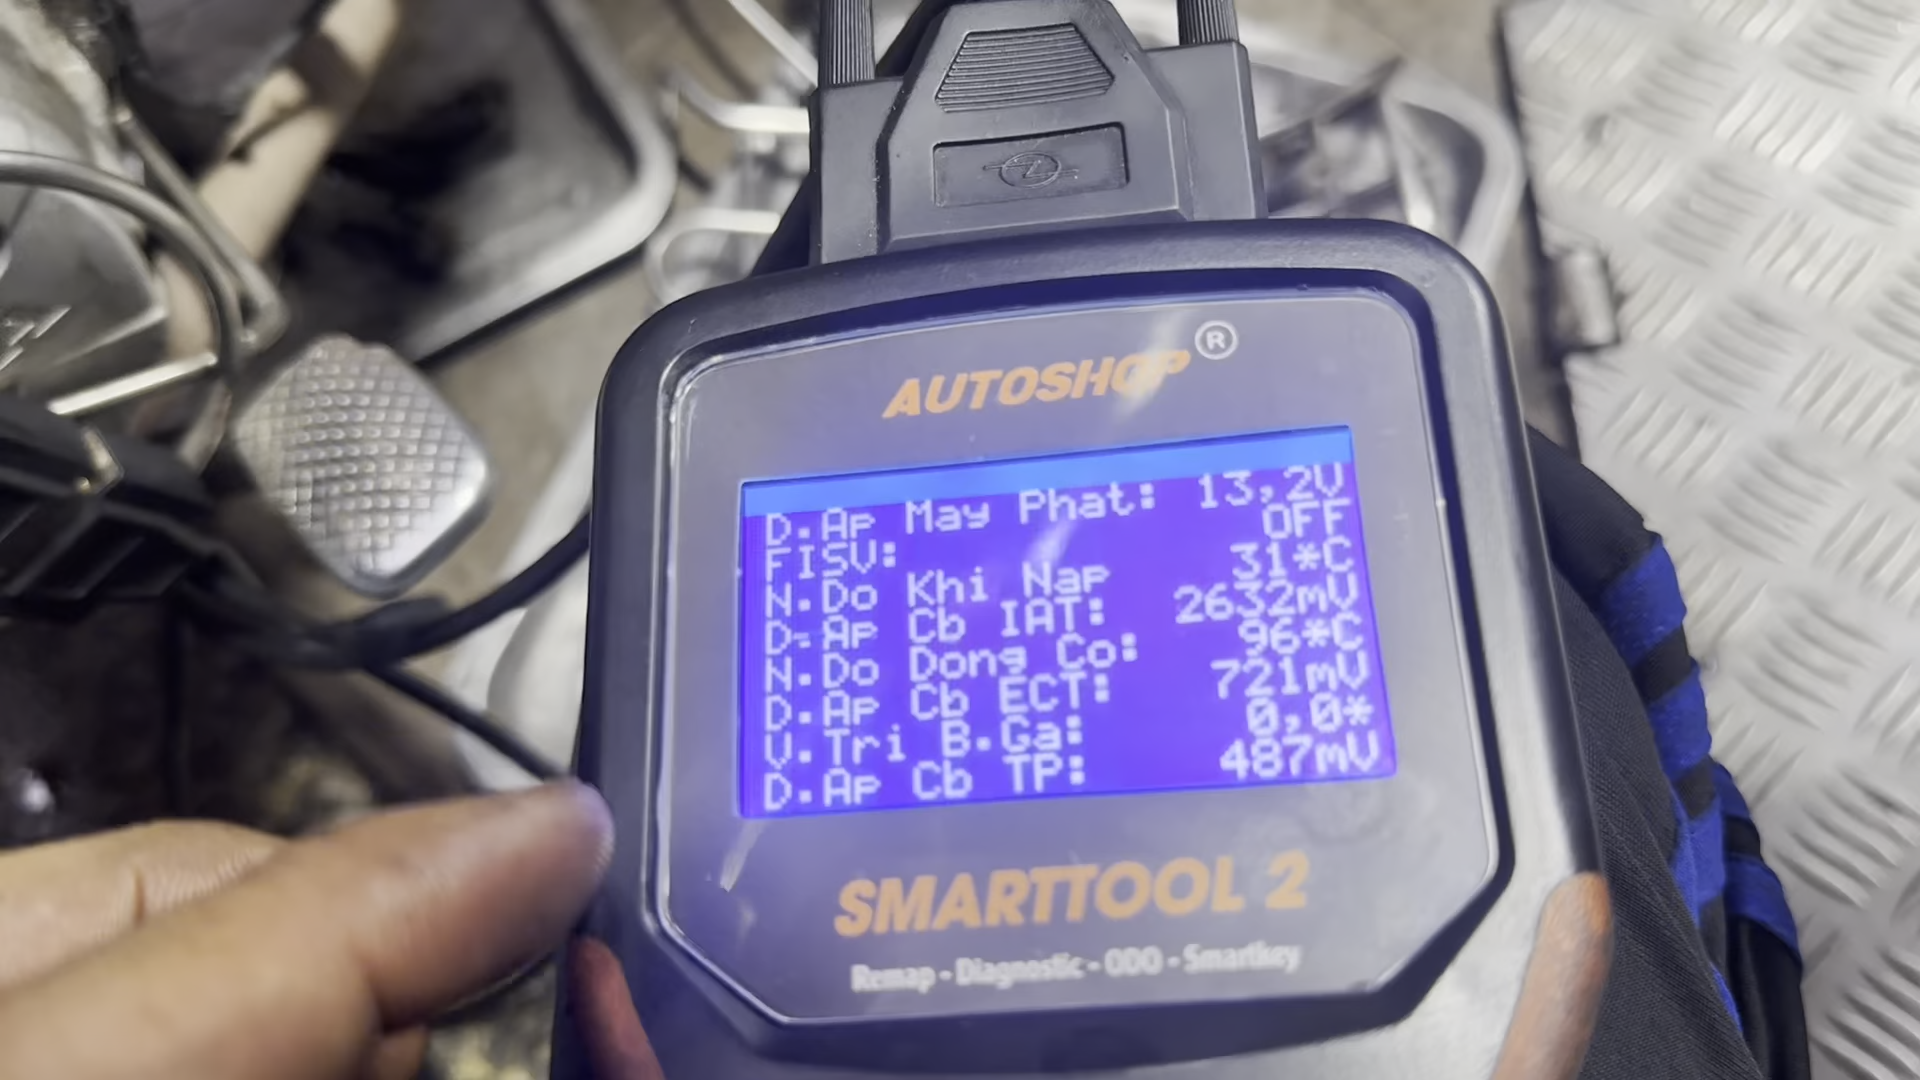 AUTOSHOP®
D.Ap May Phat: 13,2V
FISV: OFF
N.Do Khi Nap 31*C
D.Ap Cb IAT: 2632mV
N.Do Dong Co: 96*C
D.Ap Cb ECT: 721mV
V.Tri B.Ga: 0,0*
D.Ap Cb TP: 487mV
SMARTTOOL 2
Remap - Diagnostic - ODO - Smartkey